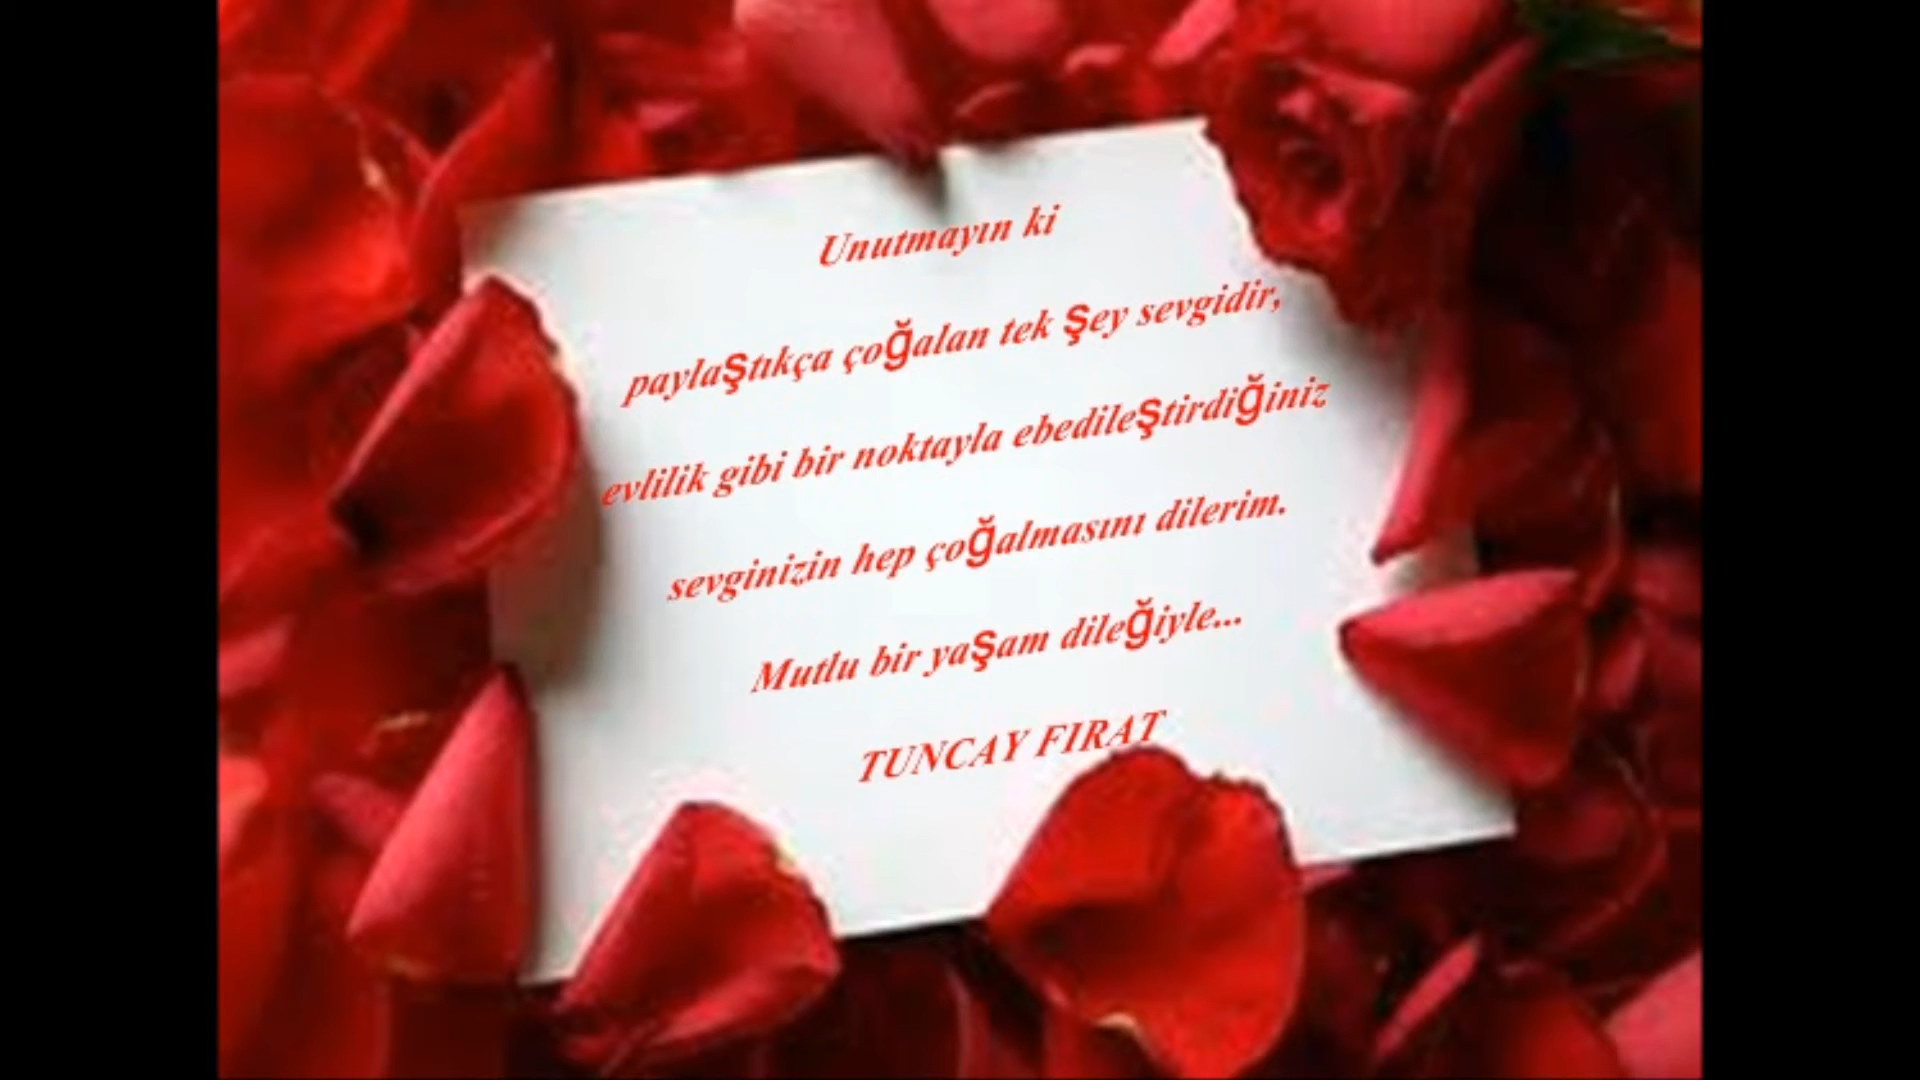 Unutmayın ki
paylaştıkça çoğalan tek şey sevgidir,
evlilik gibi bir noktayla ebedileştirdiğiniz
sevginizin hep çoğalmasını dilerim.
Mutlu bir yaşam dileğiyle...
TUNCAY FIRAT